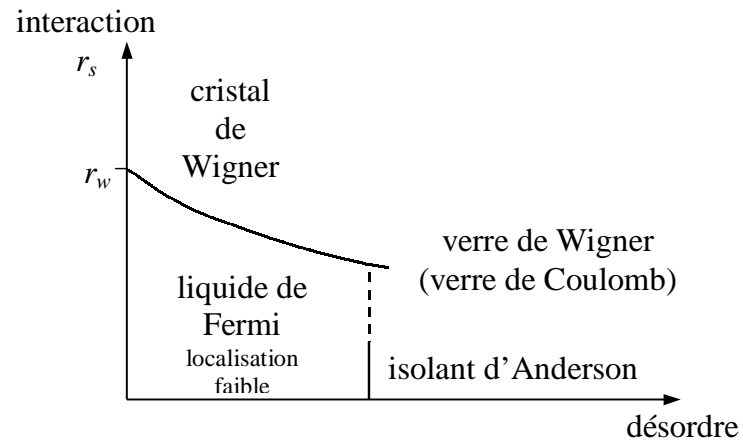 interaction
r_s
cristal
de
Wigner
r_w
verre de Wigner
(verre de Coulomb)
liquide de
Fermi
localisation
faible
isolant d'Anderson
désordre